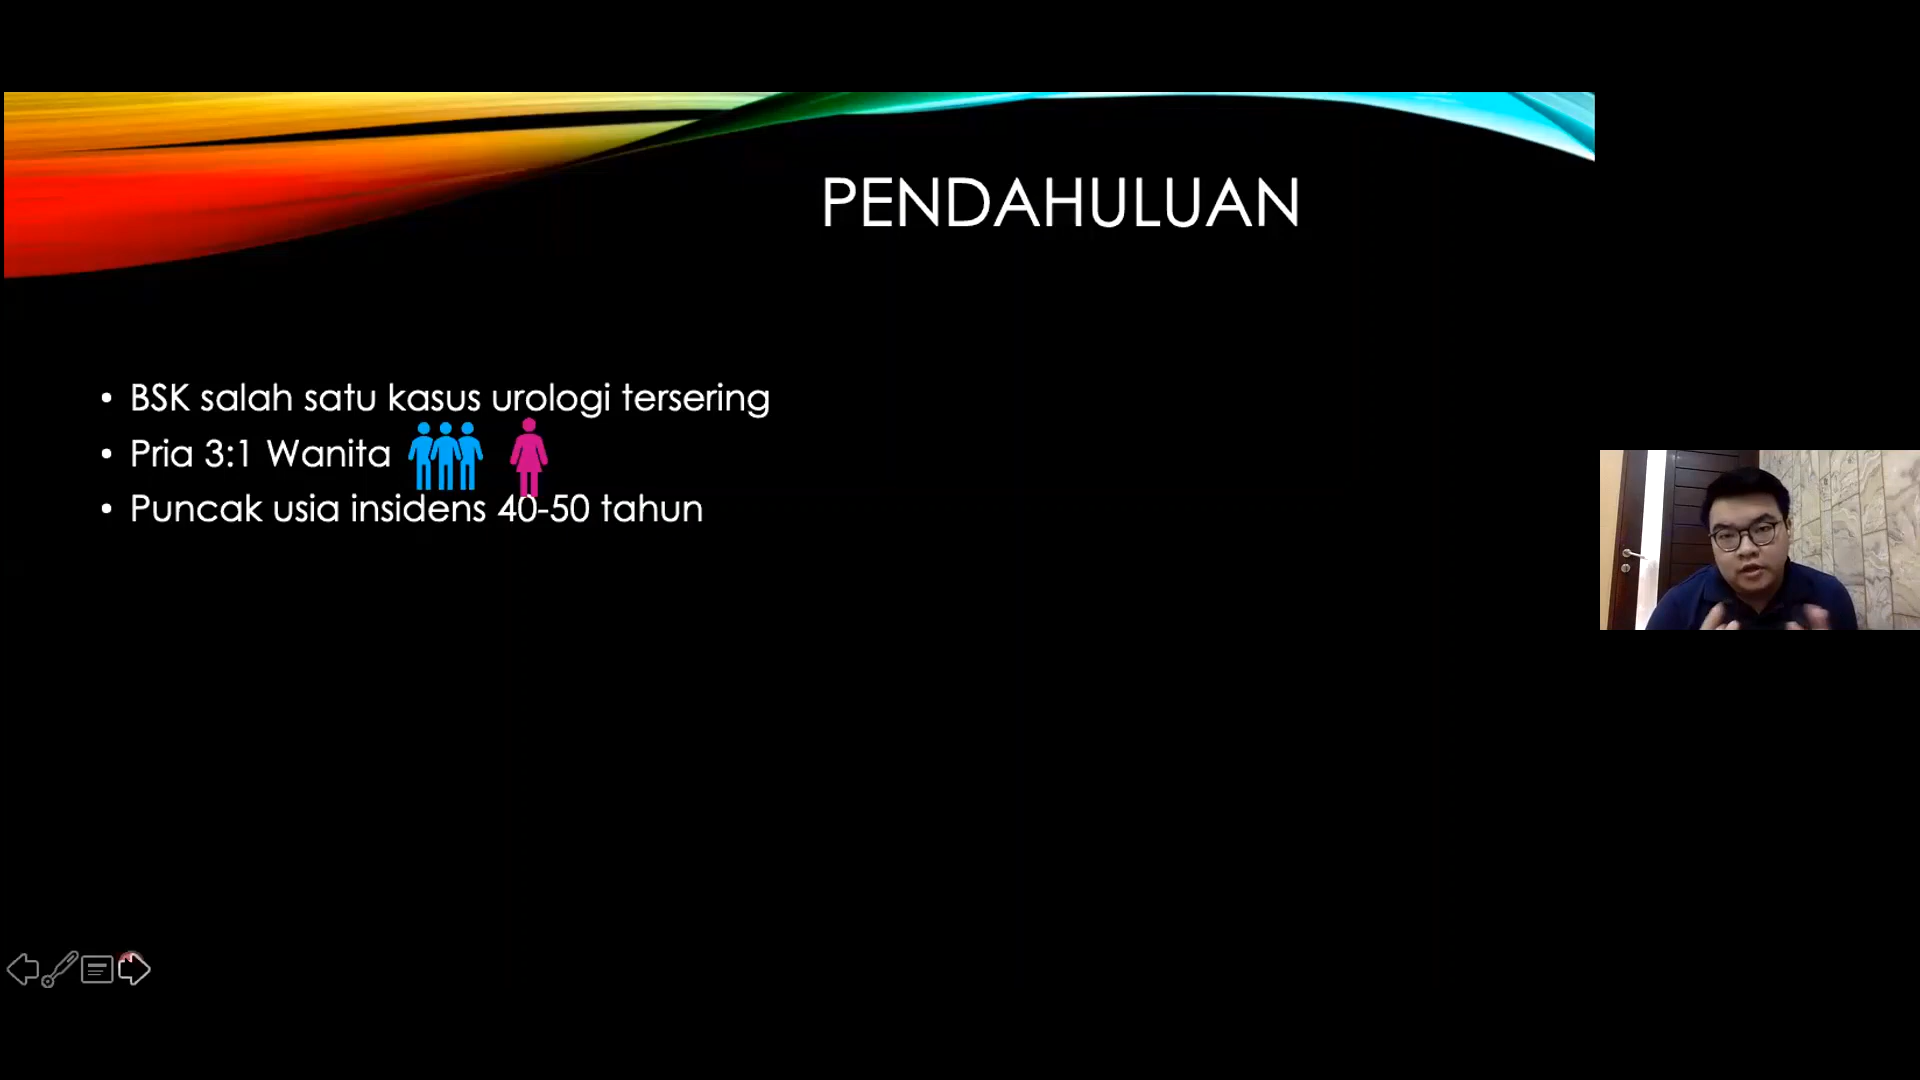 PENDAHULUAN
• BSK salah satu kasus urologi tersering
• Pria 3:1 Wanita
• Puncak usia insidens 40-50 tahun